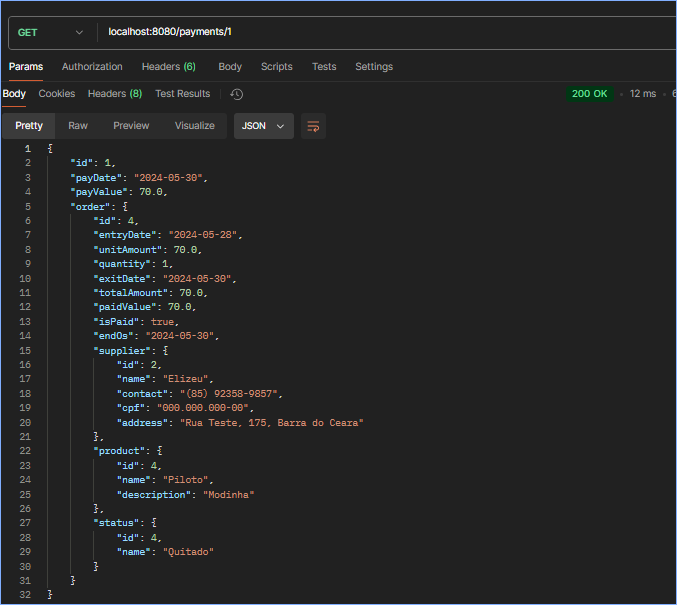 GET localhost:8080/payments/1
Params Authorization Headers (6) Body Scripts Tests Settings
Body Cookies Headers (8) Test Results 200 OK 12 ms
Pretty Raw Preview Visualize JSON
1 {
2 "id": 1,
3 "payDate": "2024-05-30",
4 "payValue": 70.0,
5 "order": {
6 "id": 4,
7 "entryDate": "2024-05-28",
8 "unitAmount": 70.0,
9 "quantity": 1,
10 "exitDate": "2024-05-30",
11 "totalAmount": 70.0,
12 "paidValue": 70.0,
13 "isPaid": true,
14 "endOs": "2024-05-30",
15 "supplier": {
16 "id": 2,
17 "name": "Elizeu",
18 "contact": "(85) 92358-9857",
19 "cpf": "000.000.000-00",
20 "address": "Rua Teste, 175, Barra do Ceara"
21 },
22 "product": {
23 "id": 4,
24 "name": "Piloto",
25 "description": "Modinha"
26 },
27 "status": {
28 "id": 4,
29 "name": "Quitado"
30 }
31 }
32 }